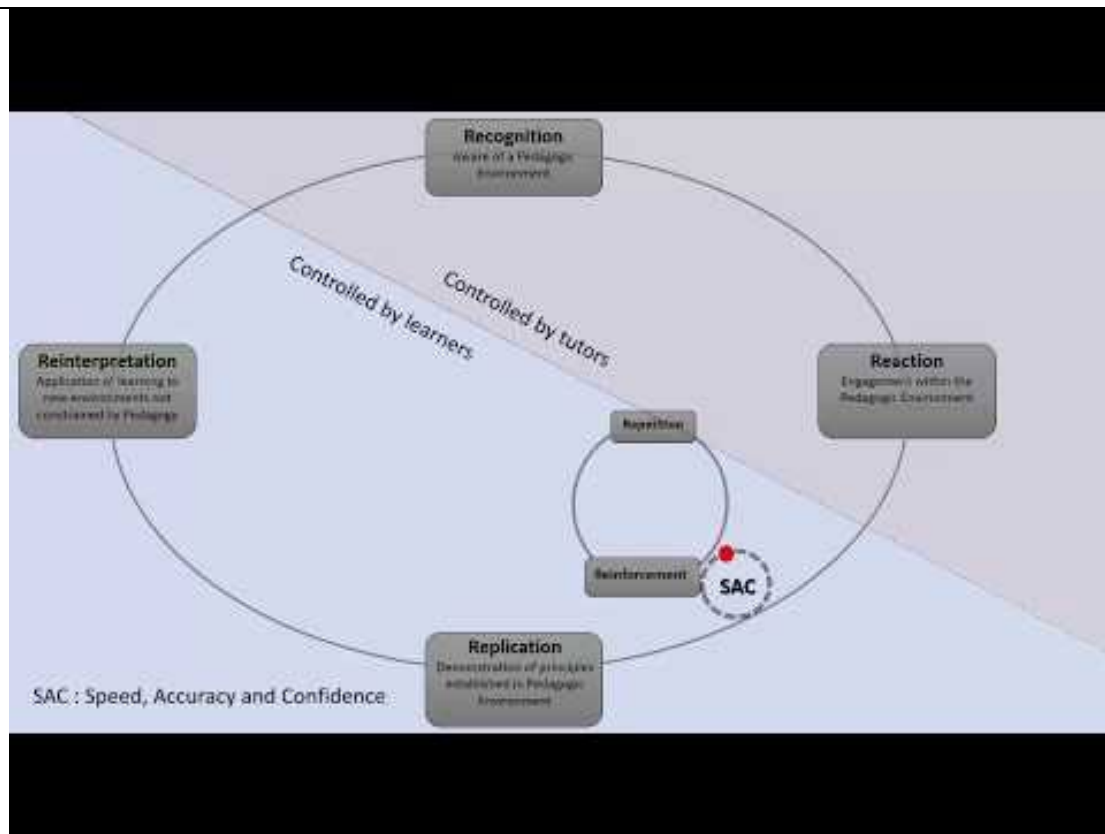 Recognition
Aware of a Pedagogic
Environment
Controlled by tutors
Controlled by learners
Reinterpretation
Application of learning to
new environments not
constrained by Pedagogy
Reaction
Engagement within the
Pedagogic Environment
Repetition
Reinforcement
SAC
Replication
Demonstration of principles
established in Pedagogic
Environment
SAC : Speed, Accuracy and Confidence